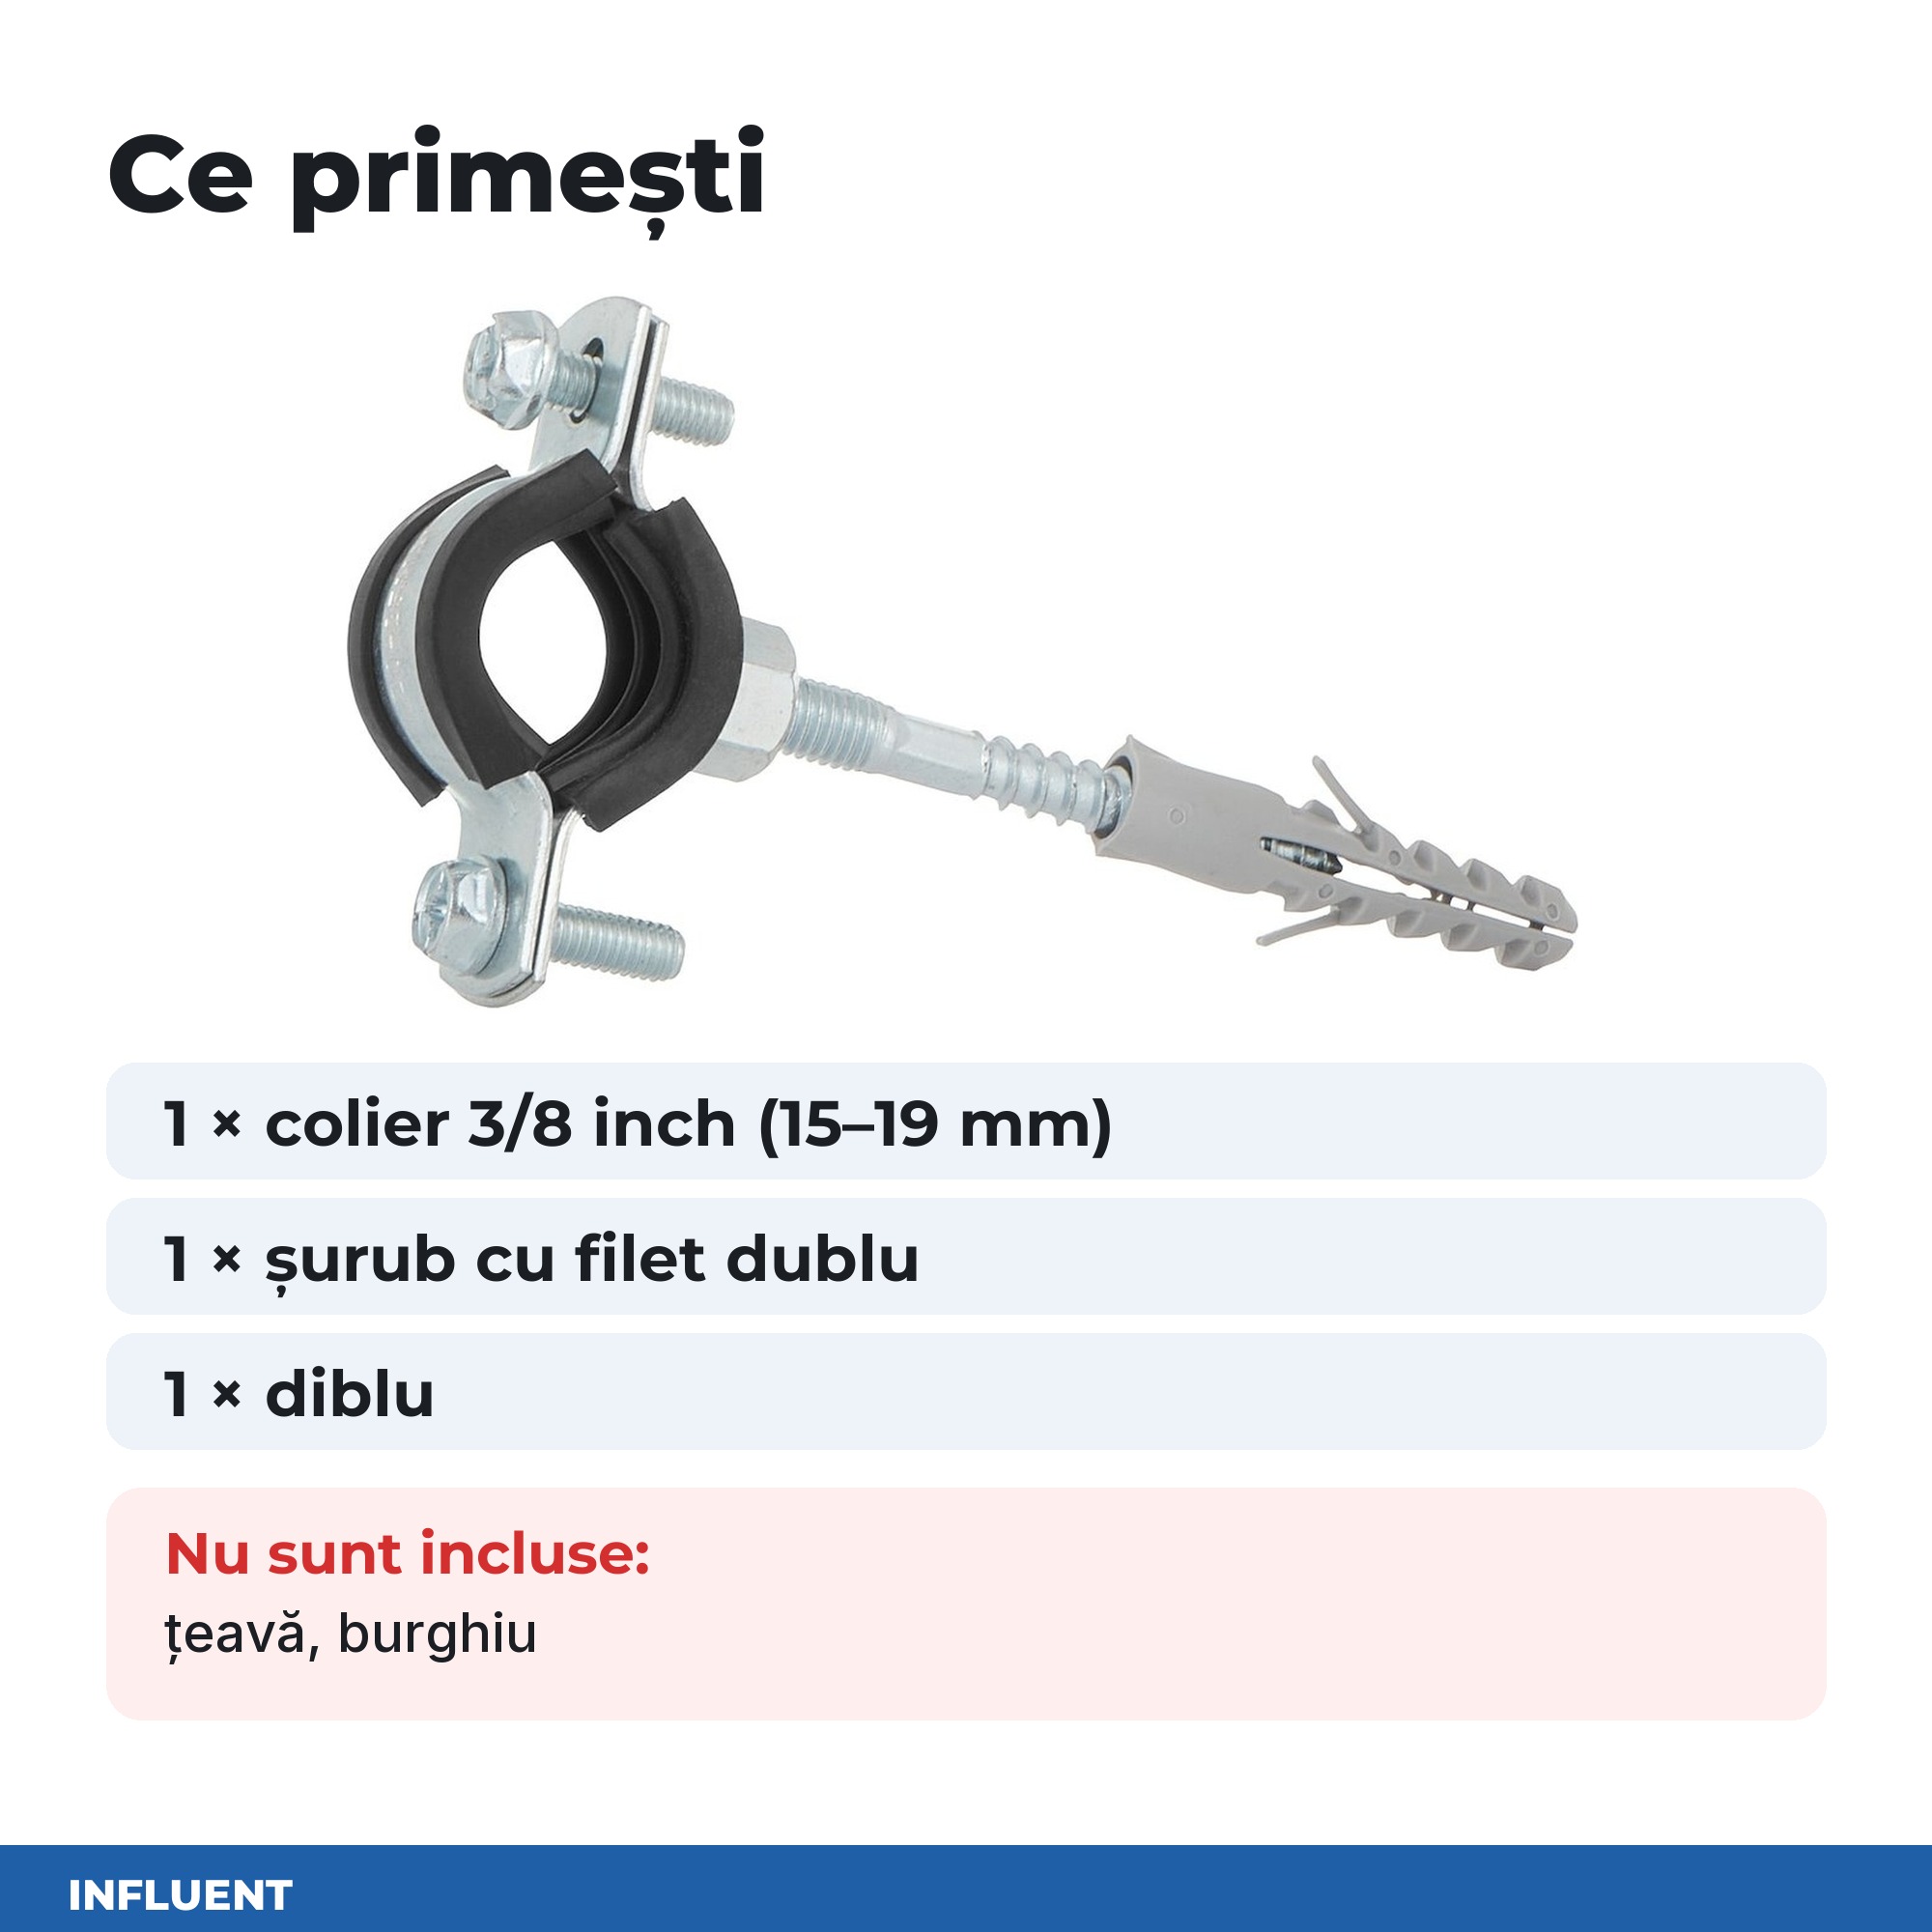 Ce primești
1 × colier 3/8 inch (15–19 mm)
1 × șurub cu filet dublu
1 × diblu
Nu sunt incluse:
țeavă, burghiu
INFLUENT